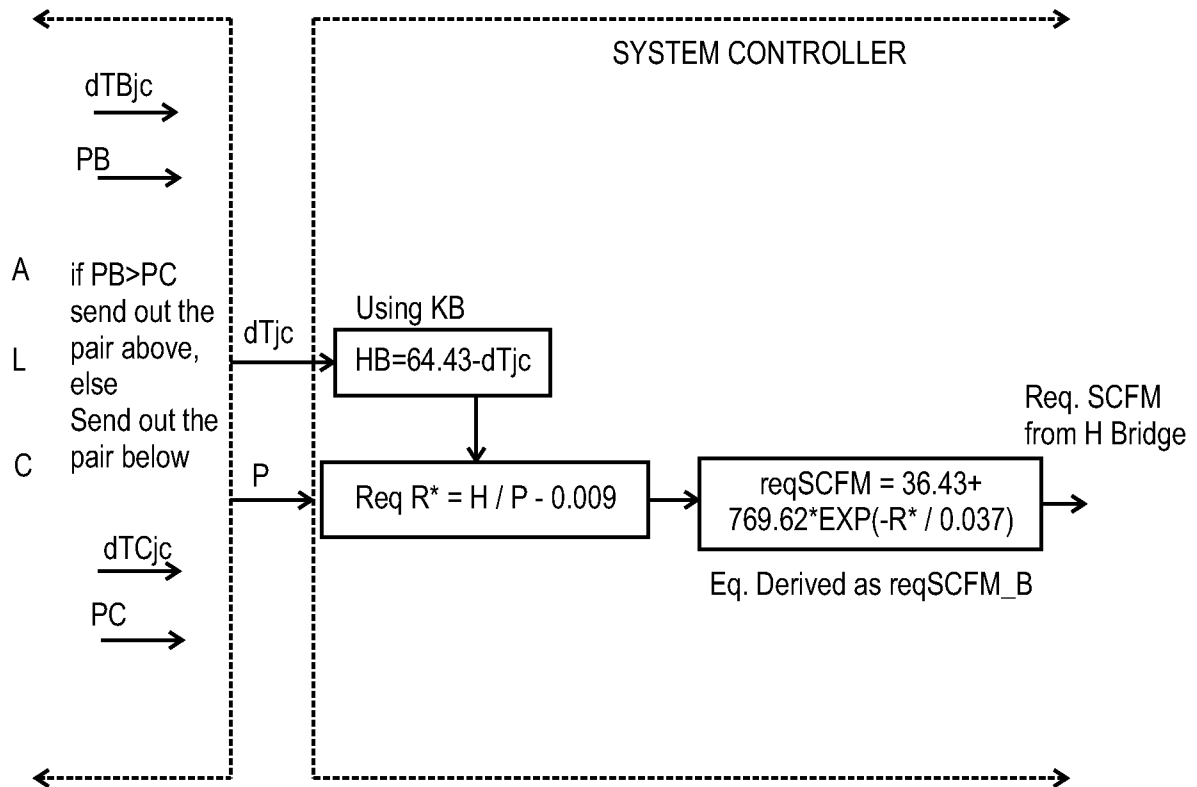 SYSTEM CONTROLLER
dTBjc
PB
A
L
C
if PB>PC
send out the
pair above,
else
Send out the
pair below
dTCjc
PC
dTjc
P
Using KB
HB=64.43-dTjc
Req R* = H / P - 0.009
reqSCFM = 36.43+
769.62*EXP(-R* / 0.037)
Eq. Derived as reqSCFM_B
Req. SCFM
from H Bridge